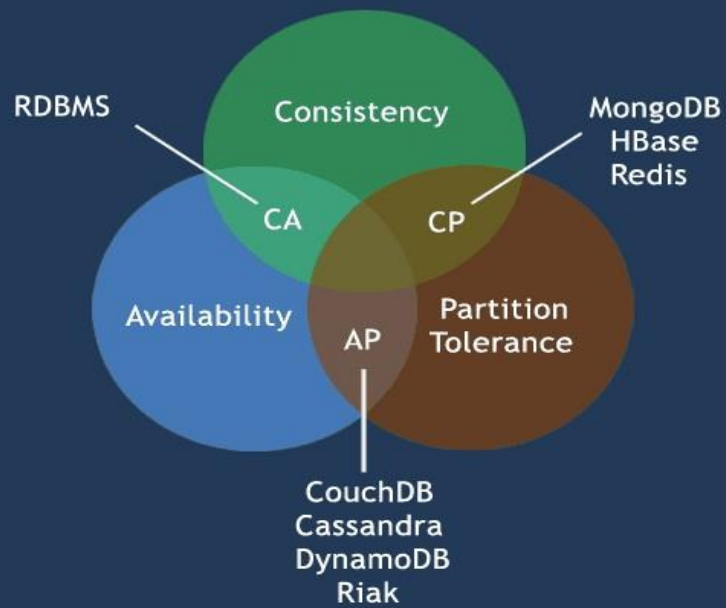 RDBMS
Consistency
MongoDB
HBase
Redis
CA
CP
Availability
Partition
Tolerance
AP
CouchDB
Cassandra
DynamoDB
Riak